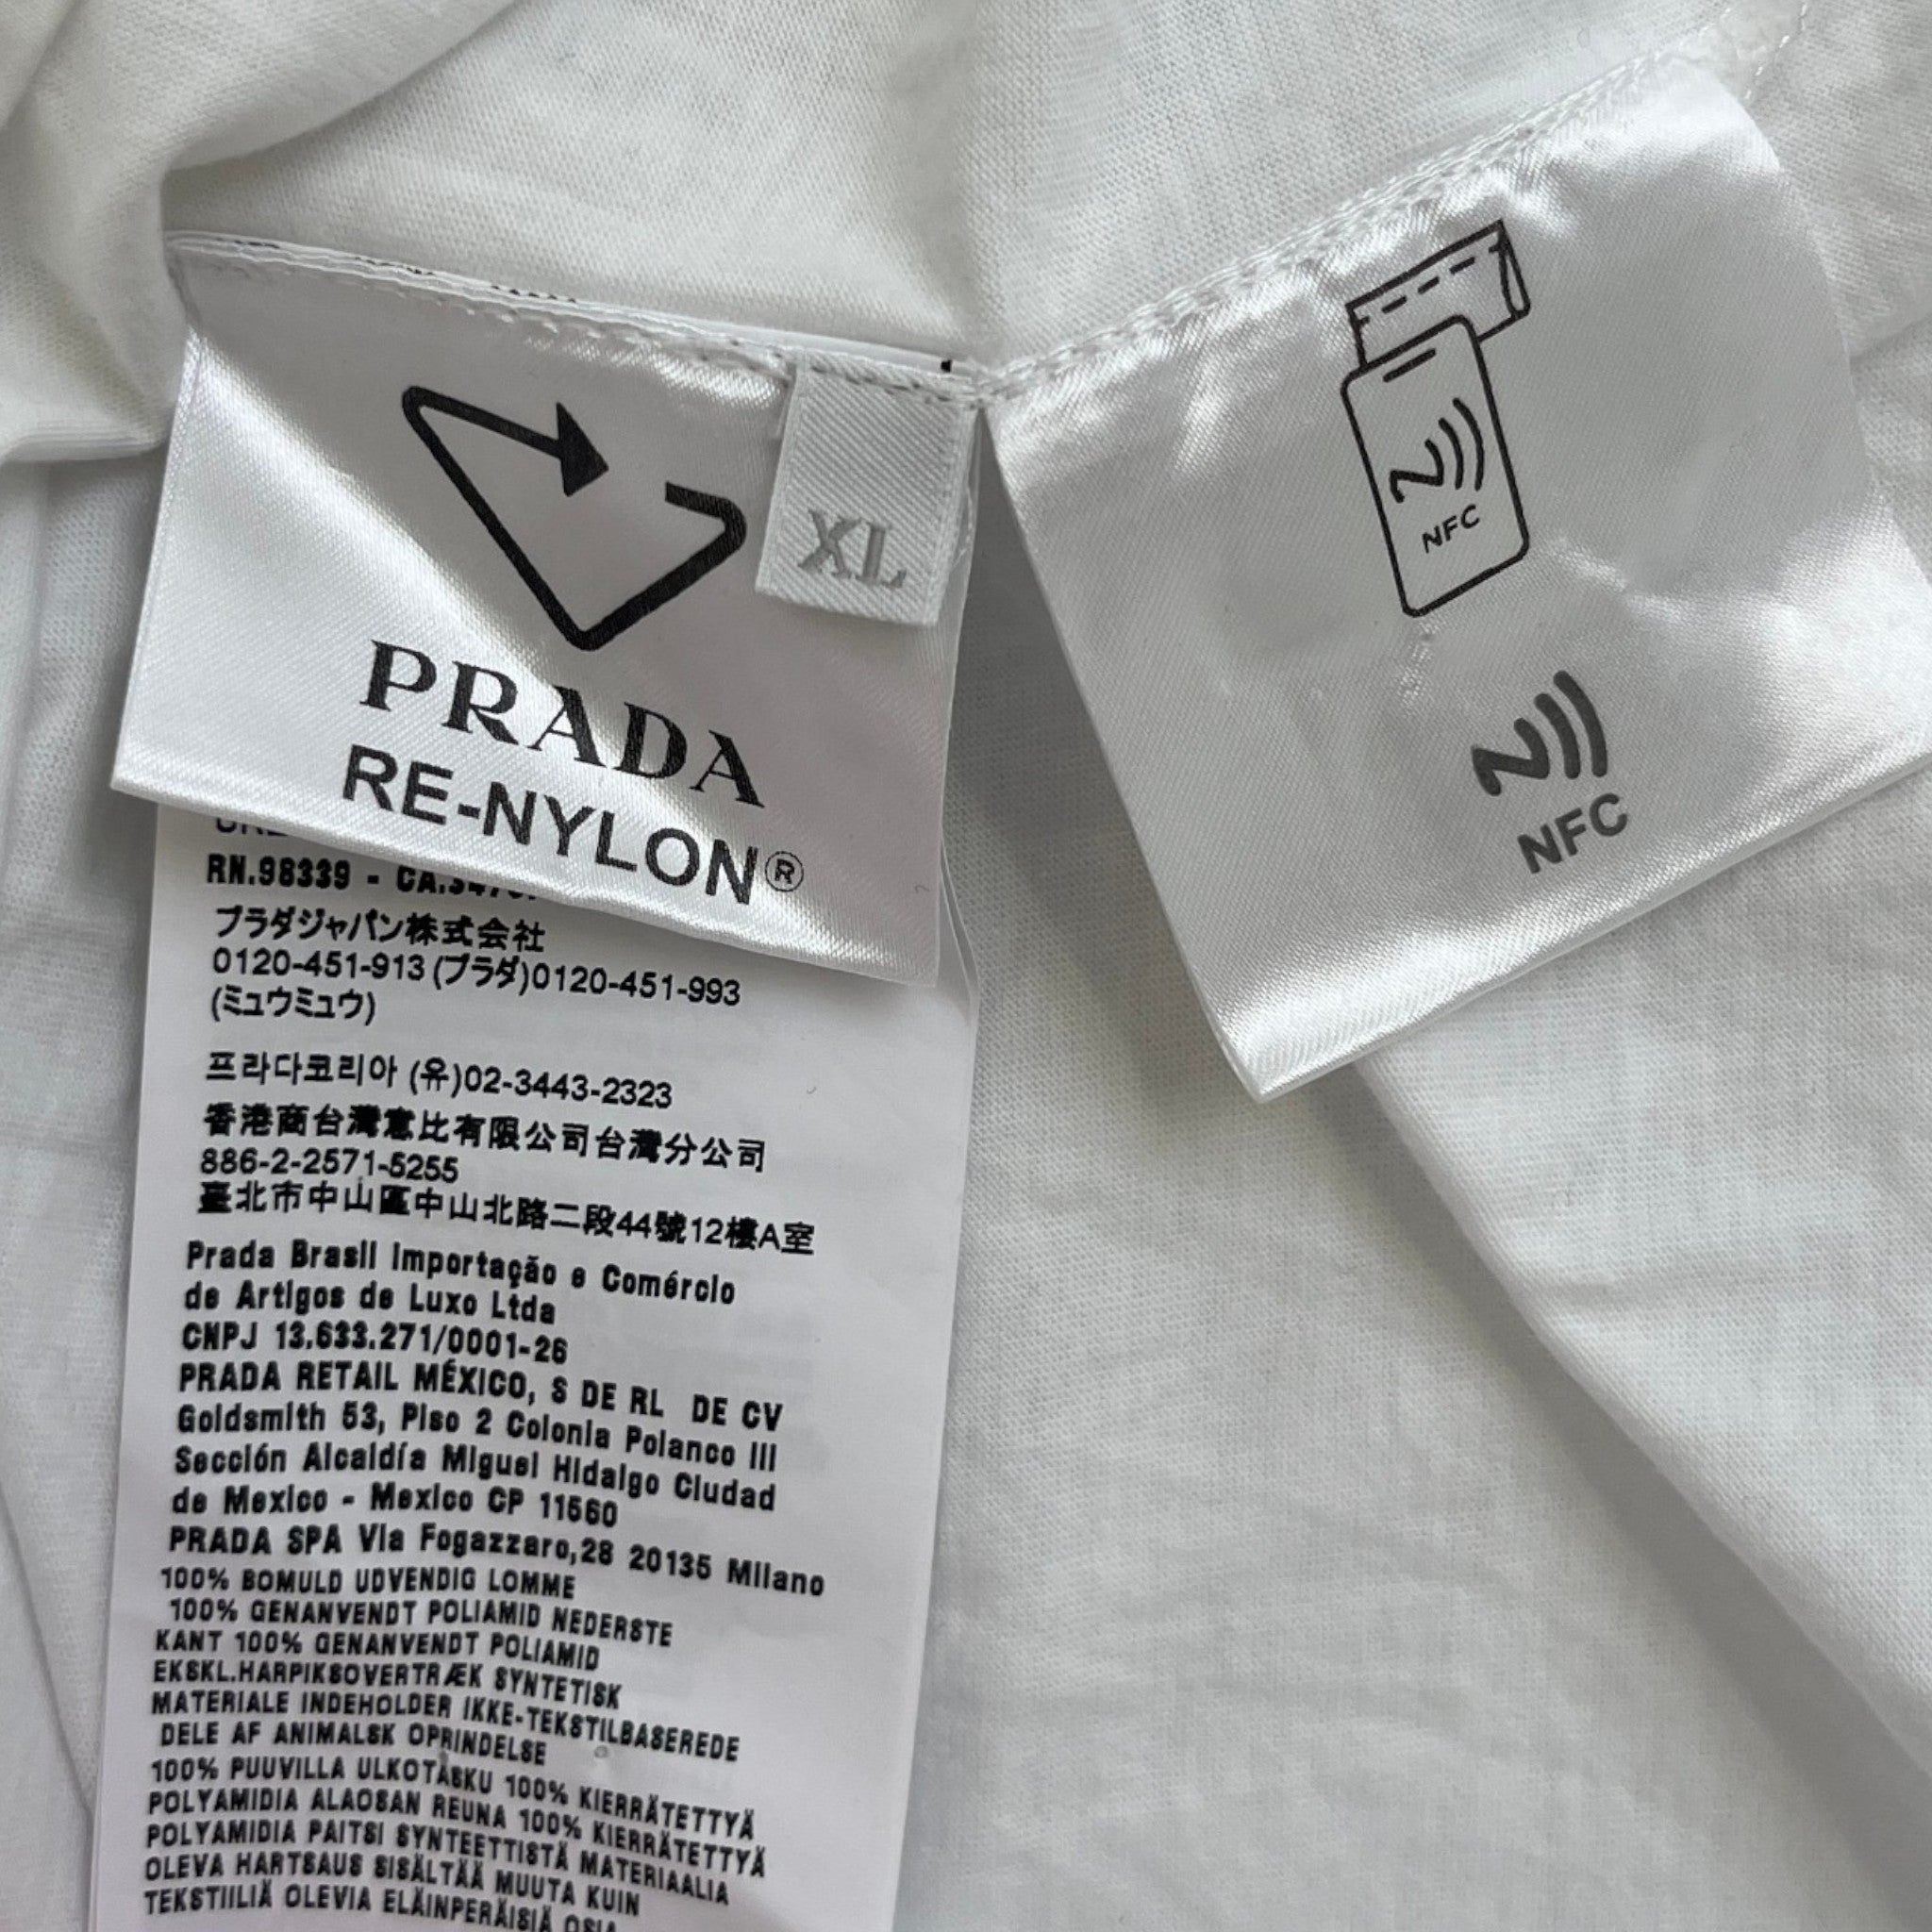 XL
PRADA
RE-NYLON®
NFC
NFC
RN.98339 - CA.
プラダジャパン株式会社
0120-451-913(プラダ)0120-451-993
(ミュウミュウ)
프라다코리아 (유)02-3443-2323
香港商台灣意比有限公司台灣分公司
886-2-2571-5255
臺北市中山區中山北路二段44號12樓A室
Prada Brasil Importação e Comércio
de Artigos de Luxo Ltda
CNPJ 13.633.271/0001-26
PRADA RETAIL MÉXICO, S DE RL DE CV
Goldsmith 53, Piso 2 Colonia Polanco III
Sección Alcaldía Miguel Hidalgo Ciudad
de Mexico - Mexico CP 11560
PRADA SPA Via Fogazzaro,28 20135 Milano
100% BOMULD UDVENDIG LOMME
100% GENANVENDT POLIAMID NEDERSTE
KANT 100% GENANVENDT POLIAMID
EKSKL.HARPIKSOVERTRÆK SYNTETISK
MATERIALE INDEHOLDER IKKE-TEKSTILBASEREDE
DELE AF ANIMALSK OPRINDELSE
100% PUUVILLA ULKOTASKU 100% KIERRÄTETTYÄ
POLYAMIDIA ALAOSAN REUNA 100% KIERRÄTETTYÄ
POLYAMIDIA PAITSI SYNTEETTISTÄ MATERIAALIA
OLEVA HARTSAUS SISÄLTÄÄ MUUTA KUIN
TEKSTIILIÄ OLEVIA ELÄINPERÄISIÄ OSIA